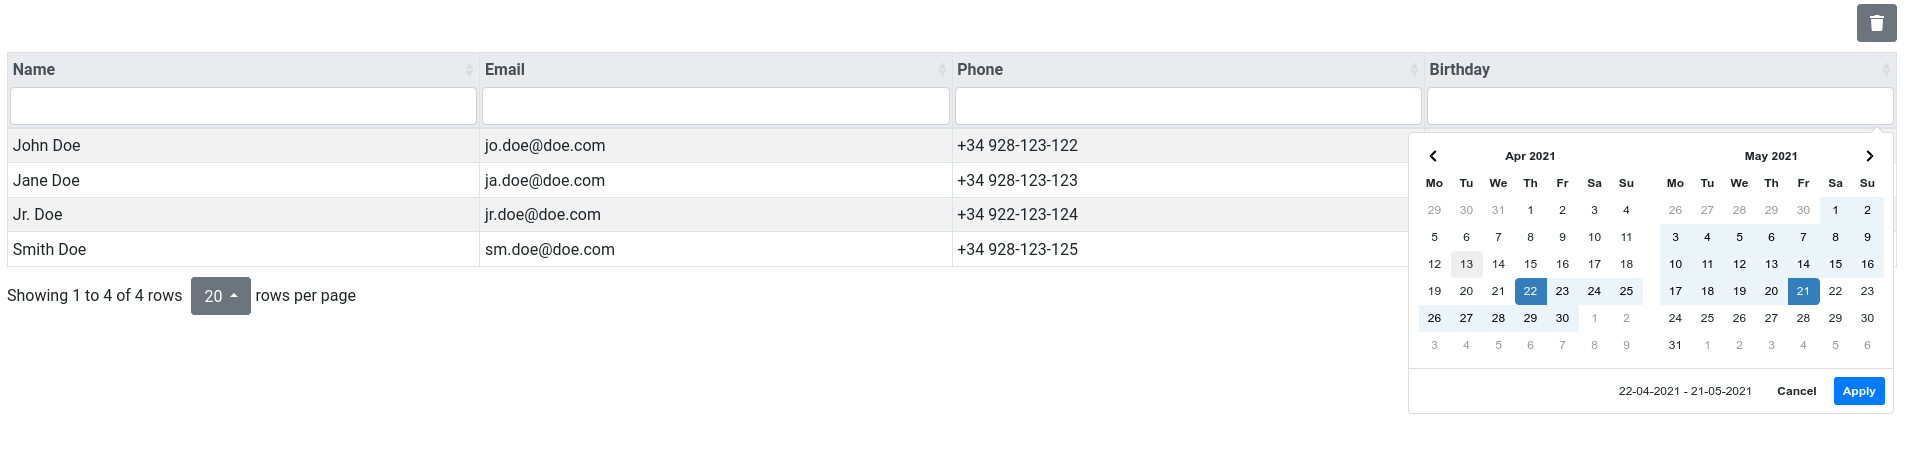 Name Email Phone Birthday
John Doe jo.doe@doe.com +34 928-123-122
Jane Doe ja.doe@doe.com +34 928-123-123
Jr. Doe jr.doe@doe.com +34 922-123-124
Smith Doe sm.doe@doe.com +34 928-123-125
Showing 1 to 4 of 4 rows 20 rows per page
Apr 2021 May 2021
Mo Tu We Th Fr Sa Su Mo Tu We Th Fr Sa Su
29 30 31 1 2 3 4 26 27 28 29 30 1 2
5 6 7 8 9 10 11 3 4 5 6 7 8 9
12 13 14 15 16 17 18 10 11 12 13 14 15 16
19 20 21 22 23 24 25 17 18 19 20 21 22 23
26 27 28 29 30 1 2 24 25 26 27 28 29 30
3 4 5 6 7 8 9 31 1 2 3 4 5 6
22-04-2021 - 21-05-2021 Cancel Apply